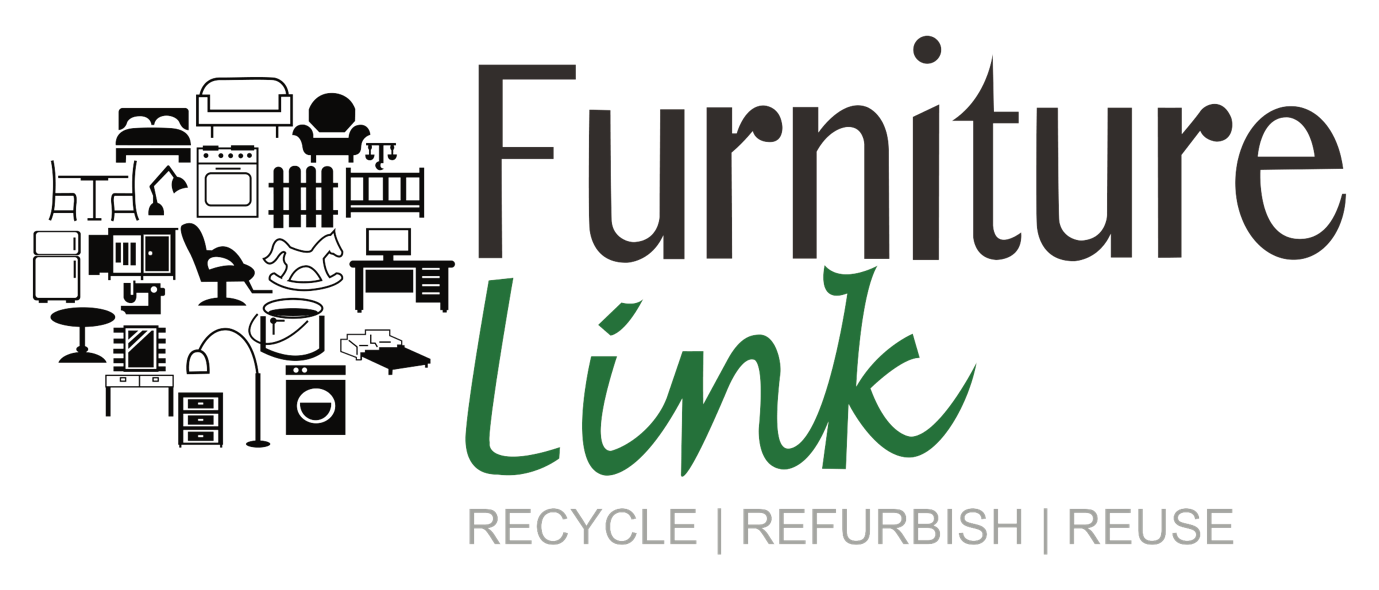 Furniture
Link
RECYCLE | REFURBISH | REUSE